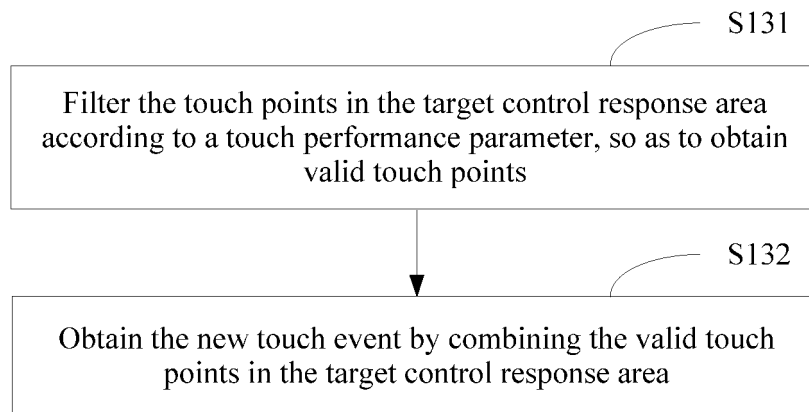 S131
Filter the touch points in the target control response area
according to a touch performance parameter, so as to obtain
valid touch points
S132
Obtain the new touch event by combining the valid touch
points in the target control response area